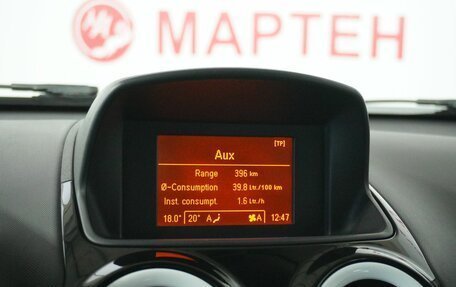 МАРТЕН
[TP]
Aux
Range 396 km
Ø-Consumption 39.8 Ltr./100 km
Inst consumpt. 1.6 Ltr./h
18.0° 20° A A 12:47